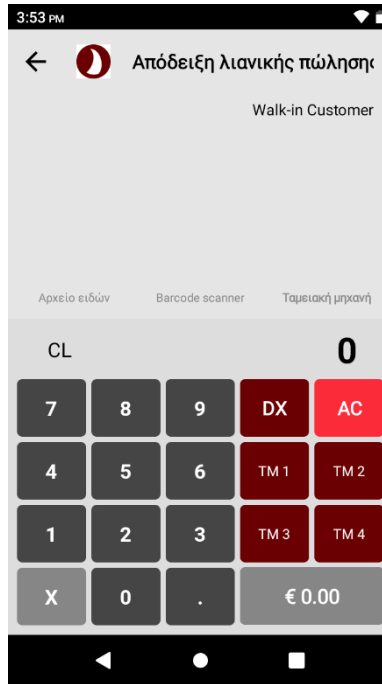 3:53 PM
Απόδειξη λιανικής πώλησης
Walk-in Customer
Αρχείο ειδών Barcode scanner Ταμειακή μηχανή
CL 0
7 8 9 DX AC
4 5 6 TM 1 TM 2
1 2 3 TM 3 TM 4
X 0 . € 0.00